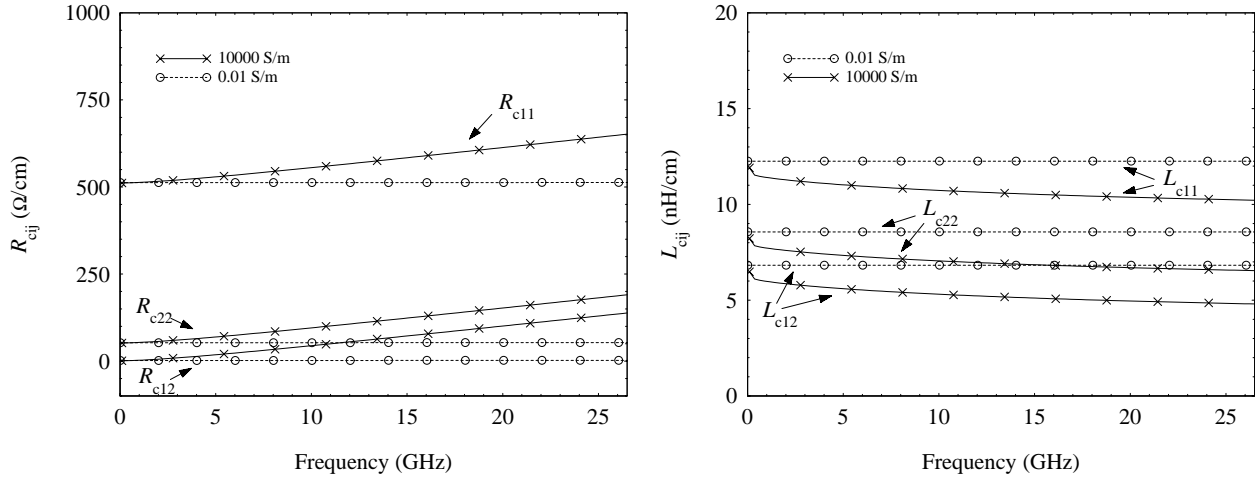 1000
750
500
250
0
R_cij (Ω/cm)
10000 S/m
0.01 S/m
R_c11
R_c22
R_c12
0 5 10 15 20 25
Frequency (GHz)
20
15
10
5
0
L_cij (nH/cm)
0.01 S/m
10000 S/m
L_c11
L_c22
L_c12
0 5 10 15 20 25
Frequency (GHz)